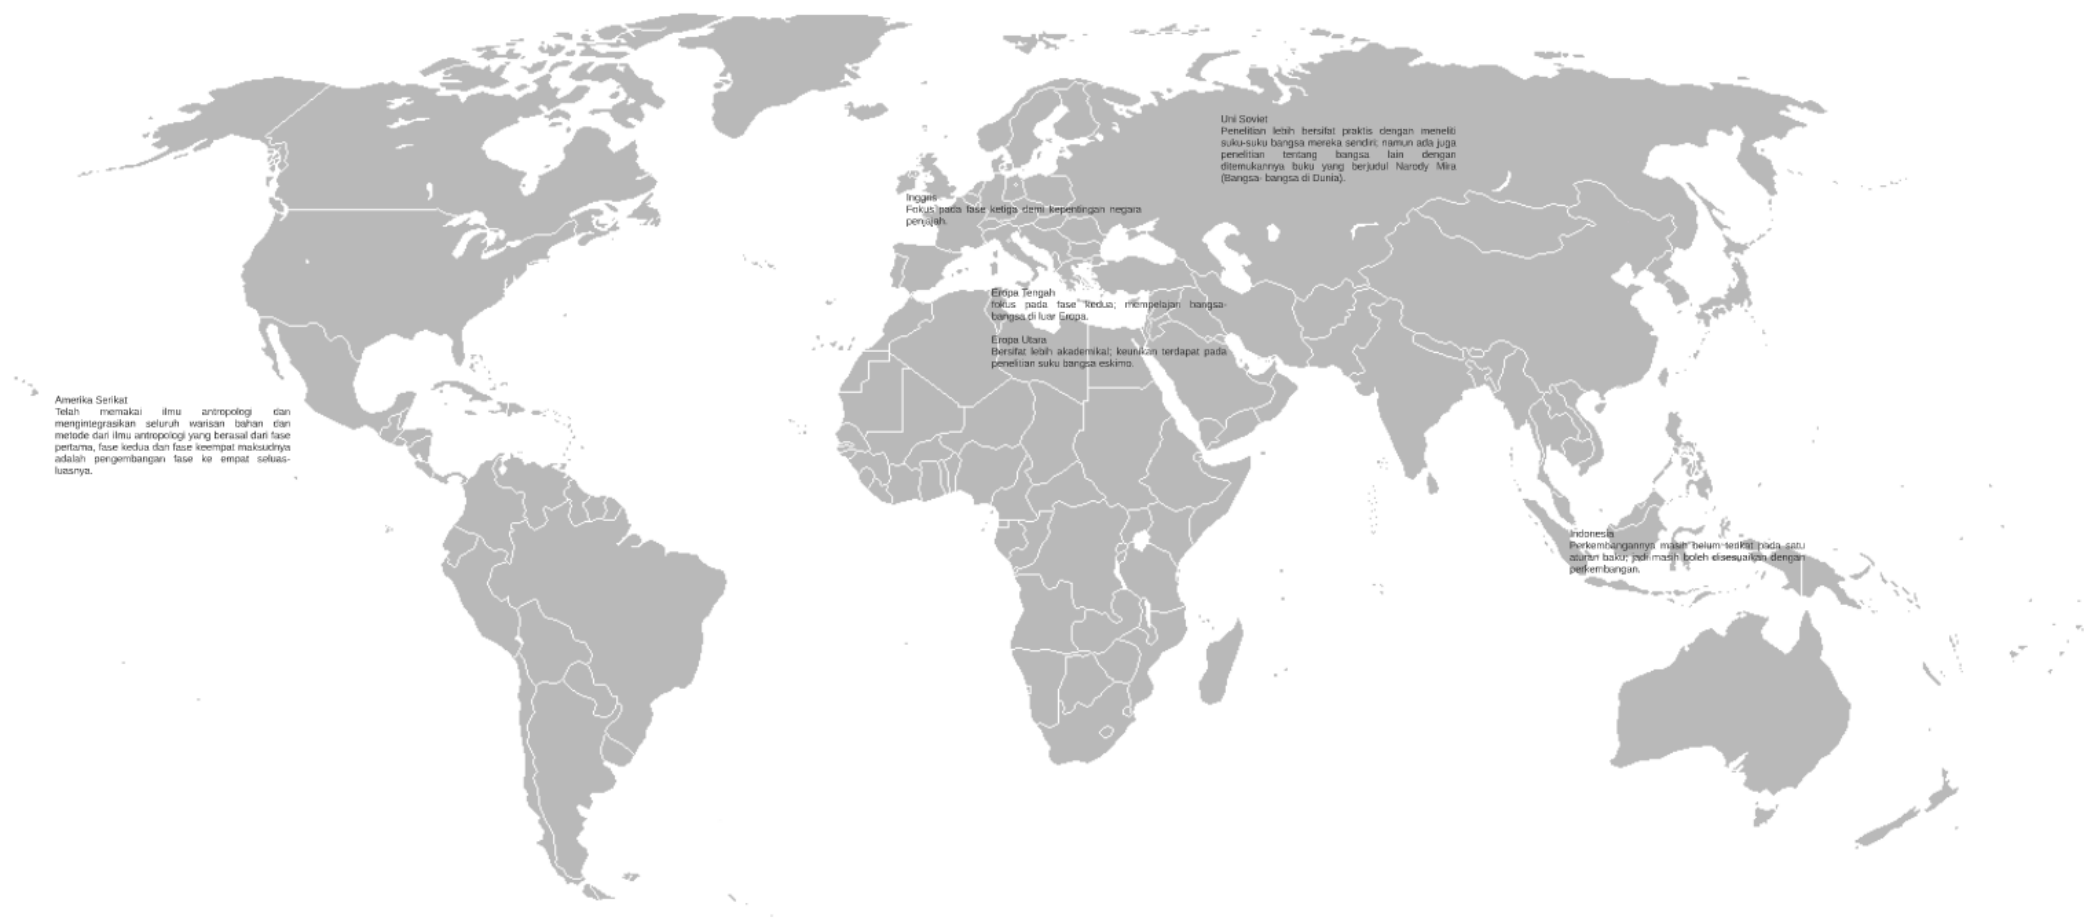 Uni Soviet
Penelitian lebih bersifat praktis dengan meneliti
suku-suku bangsa mereka sendiri; namun ada juga
penelitian tentang bangsa lain dengan
ditemukannya buku yang berjudul Narody Mira
(Bangsa- bangsa di Dunia).
Inggris
Fokus pada fase ketiga demi kepentingan negara
penjajah.
Eropa Tengah
fokus pada fase kedua; mempelajari bangsa-
bangsa di luar Eropa.
Eropa Utara
Bersifat lebih akademikal; keunikan terdapat pada
penelitian suku bangsa eskimo.
Amerika Serikat
Telah memakai ilmu antropologi dan
mengintegrasikan seluruh warisan bahan dan
metode dari ilmu antropologi yang berasal dari fase
pertama, fase kedua dan fase keempat maksudnya
adalah pengembangan fase ke empat seluas-
luasnya.
Indonesia
Perkembangannya masih belum terikat pada satu
aturan baku; jadi masih boleh disesuaikan dengan
perkembangan.